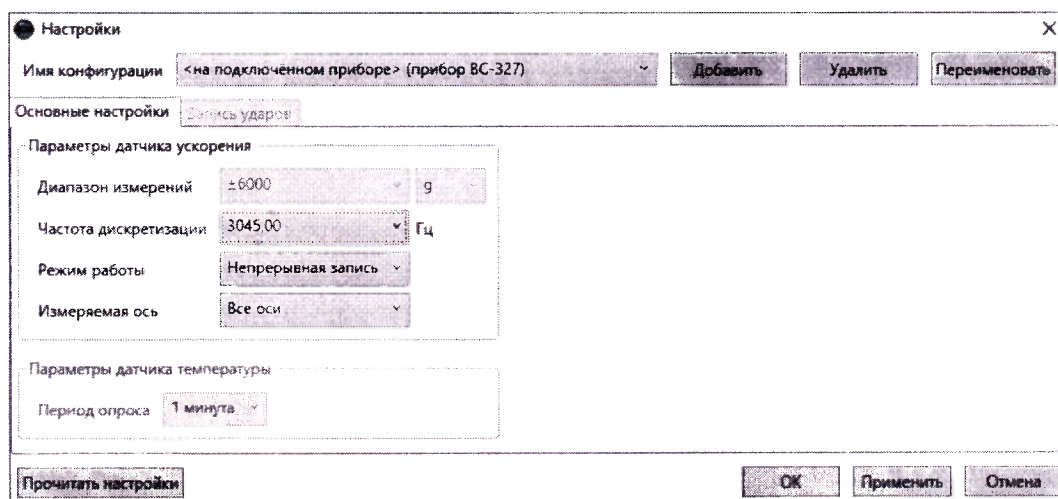 Настройки
Имя конфигурации <на подключённом приборе> (прибор ВС-327) Добавить Удалить Переименовать
Основные настройки Запись ударов
Параметры датчика ускорения
Диапазон измерений ±6000 g
Частота дискретизации 3045,00 Гц
Режим работы Непрерывная запись
Измеряемая ось Все оси
Параметры датчика температуры
Период опроса 1 минута
Прочитать настройки ОК Применить Отмена